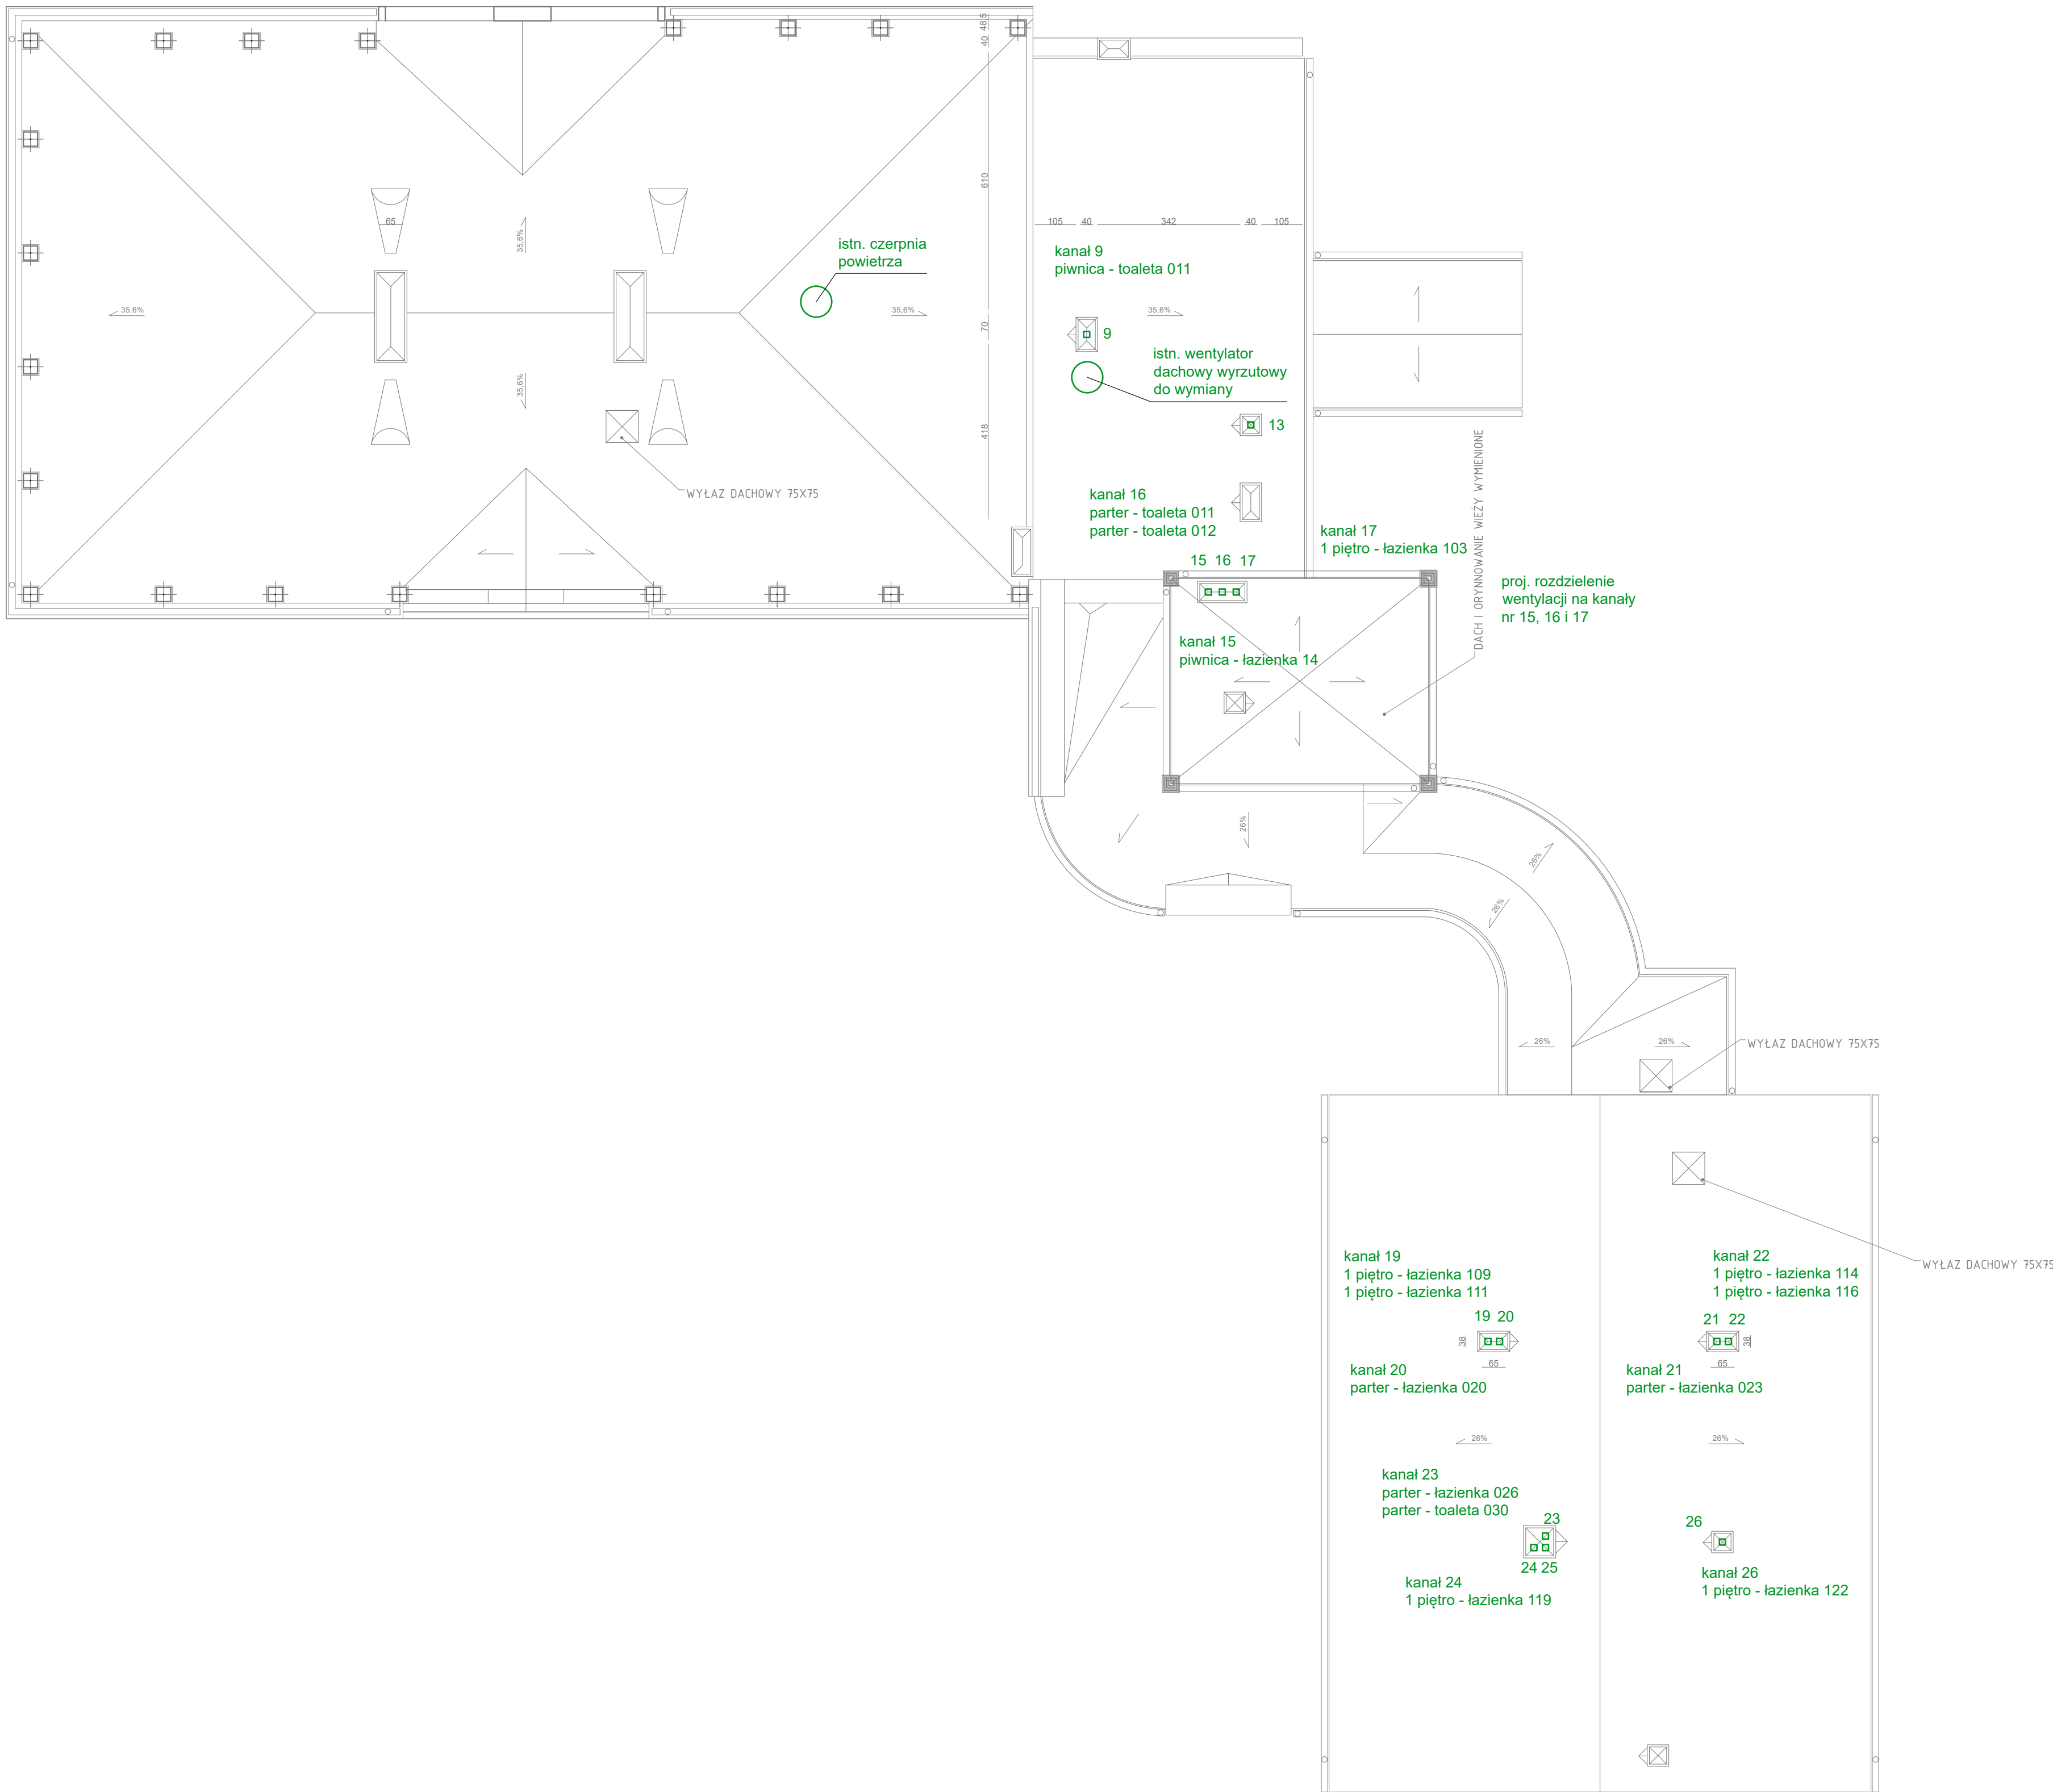 48,5
40
610
70
418
65
35,6%
35,6%
35,6%
35,6%
istn. czerpnia
powietrza
WYŁAZ DACHOWY 75X75
105 40 342 40 105
kanał 9
piwnica - toaleta 011
35,6%
9
istn. wentylator
dachowy wyrzutowy
do wymiany
13
kanał 16
parter - toaleta 011
parter - toaleta 012
15 16 17
kanał 17
1 piętro - łazienka 103
DACH I ORYNNOWANIE WIEŻY WYMIENIONE
proj. rozdzielenie
wentylacji na kanały
nr 15, 16 i 17
kanał 15
piwnica - łazienka 14
26%
26%
26%
26%
26%
WYŁAZ DACHOWY 75X75
WYŁAZ DACHOWY 75X75
kanał 19
1 piętro - łazienka 109
1 piętro - łazienka 111
19 20
38
65
kanał 20
parter - łazienka 020
kanał 22
1 piętro - łazienka 114
1 piętro - łazienka 116
21 22
38
65
kanał 21
parter - łazienka 023
26%
26%
kanał 23
parter - łazienka 026
parter - toaleta 030
23
24 25
kanał 24
1 piętro - łazienka 119
26
kanał 26
1 piętro - łazienka 122